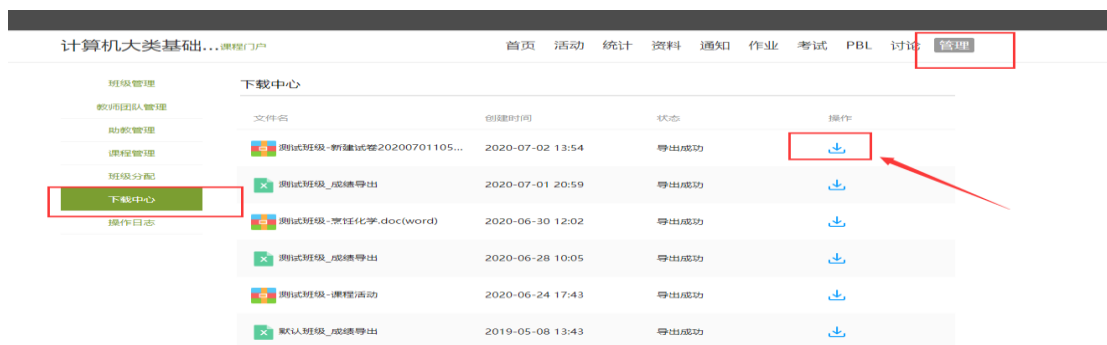 计算机大类基础... 课程门户 首页 活动 统计 资料 通知 作业 考试 PBL 讨论 管理
班级管理
教师团队管理
助教管理
课程管理
班级分配
下载中心
操作日志
下载中心
文件名 创建时间 状态 操作
测试班级-新建试卷20200701105... 2020-07-02 13:54 导出成功
测试班级_成绩导出 2020-07-01 20:59 导出成功
测试班级-烹饪化学.doc(word) 2020-06-30 12:02 导出成功
测试班级_成绩导出 2020-06-28 10:05 导出成功
测试班级-课程活动 2020-06-24 17:43 导出成功
默认班级_成绩导出 2019-05-08 13:43 导出成功